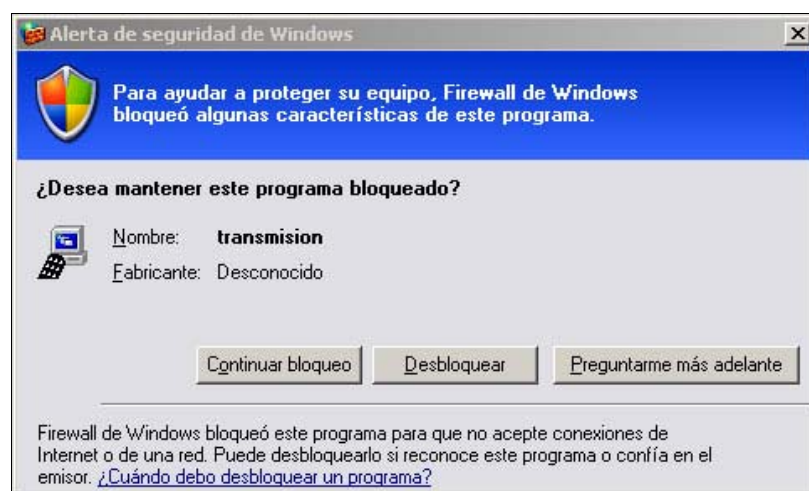 Alerta de seguridad de Windows
Para ayudar a proteger su equipo, Firewall de Windows
bloqueó algunas características de este programa.
¿Desea mantener este programa bloqueado?
Nombre: transmision
Fabricante: Desconocido
Continuar bloqueo Desbloquear Preguntarme más adelante
Firewall de Windows bloqueó este programa para que no acepte conexiones de
Internet o de una red. Puede desbloquearlo si reconoce este programa o confía en el
emisor. ¿Cuándo debo desbloquear un programa?